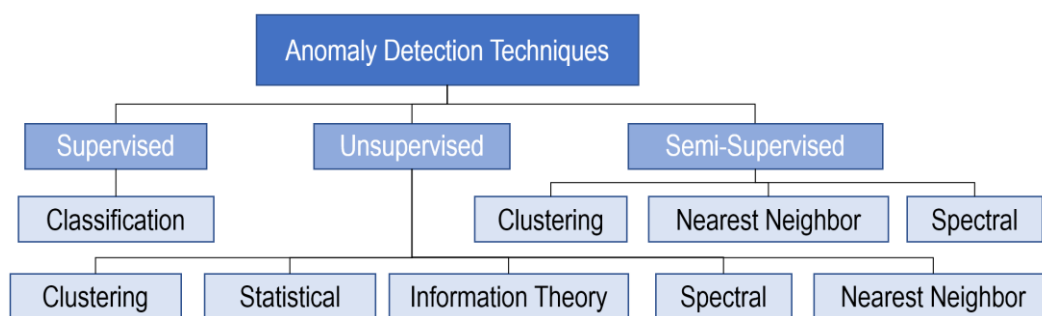 Anomaly Detection Techniques
Supervised
Unsupervised
Semi-Supervised
Classification
Clustering
Nearest Neighbor
Spectral
Clustering
Statistical
Information Theory
Spectral
Nearest Neighbor